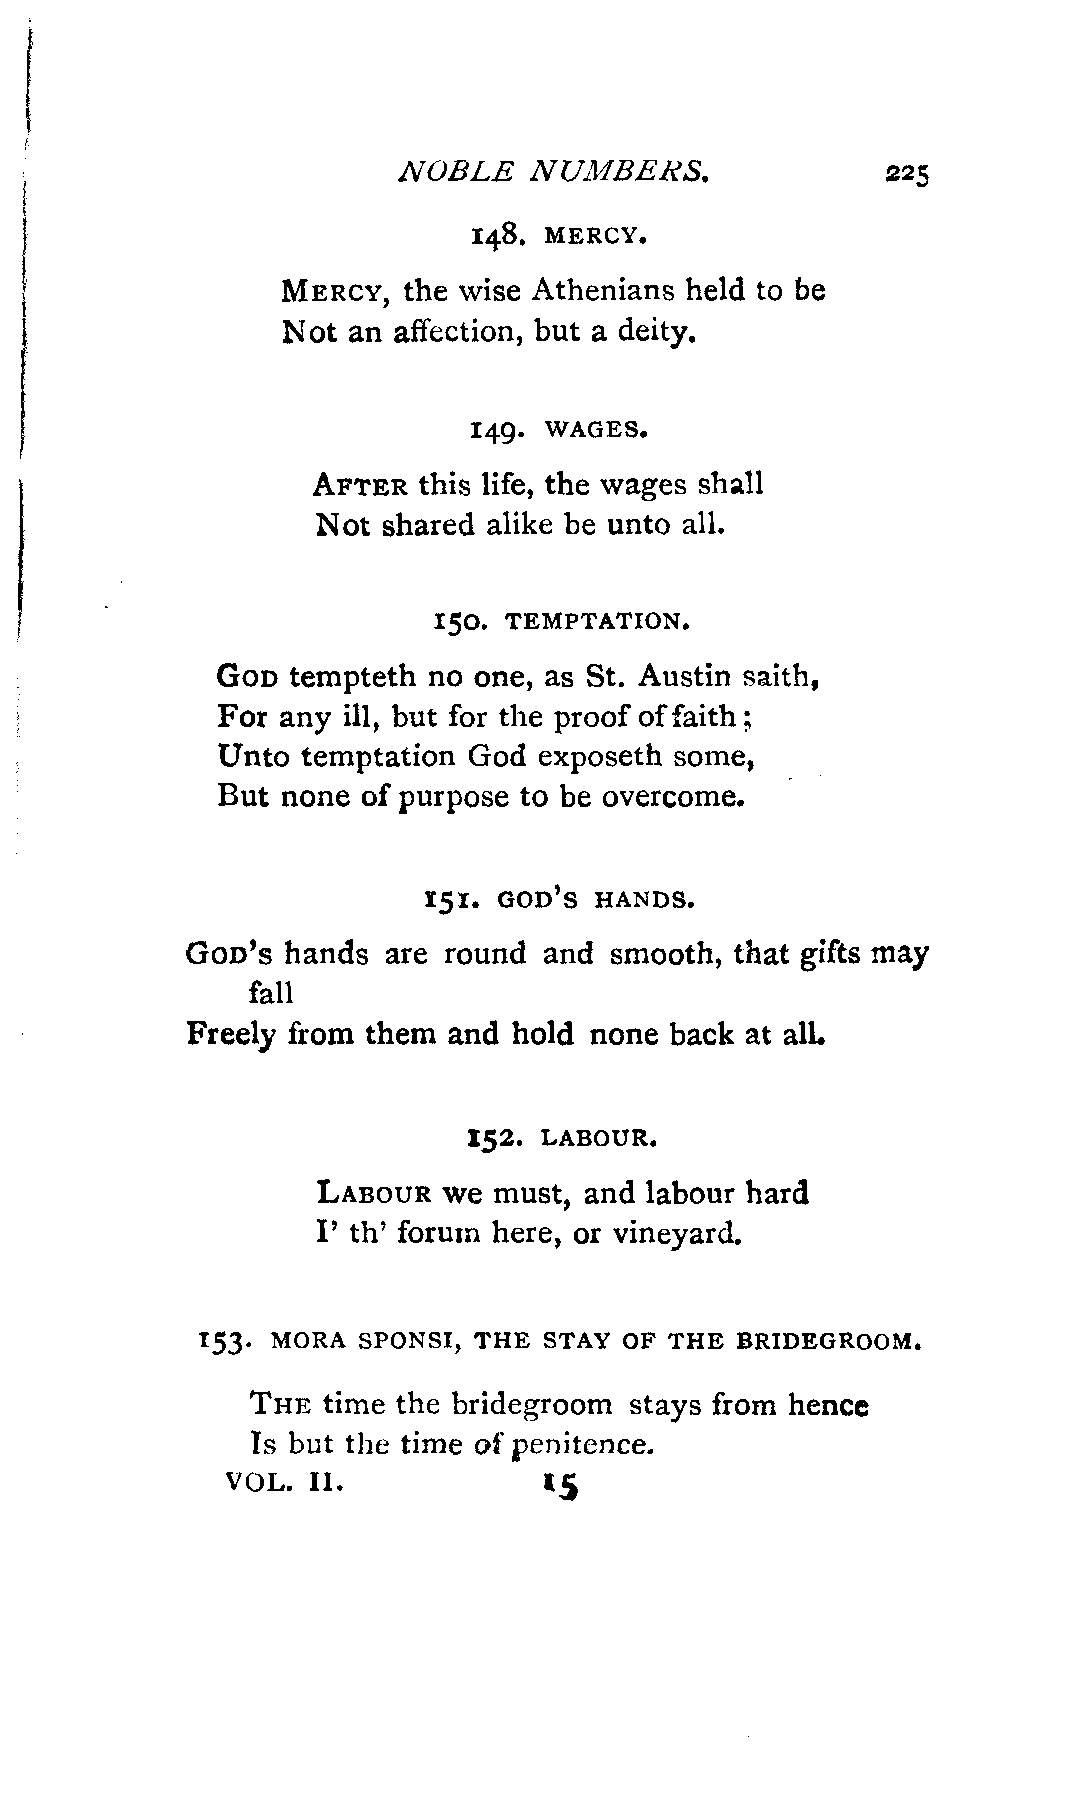 NOBLE NUMBERS. 225
148. MERCY.
MERCY, the wise Athenians held to be
Not an affection, but a deity.
149. WAGES.
AFTER this life, the wages shall
Not shared alike be unto all.
150. TEMPTATION.
GOD tempteth no one, as St. Austin saith,
For any ill, but for the proof of faith;
Unto temptation God exposeth some,
But none of purpose to be overcome.
151. GOD'S HANDS.
GOD'S hands are round and smooth, that gifts may
fall
Freely from them and hold none back at all.
152. LABOUR.
LABOUR we must, and labour hard
I' th' forum here, or vineyard.
153. MORA SPONSI, THE STAY OF THE BRIDEGROOM.
THE time the bridegroom stays from hence
Is but the time of penitence.
VOL. II. 15